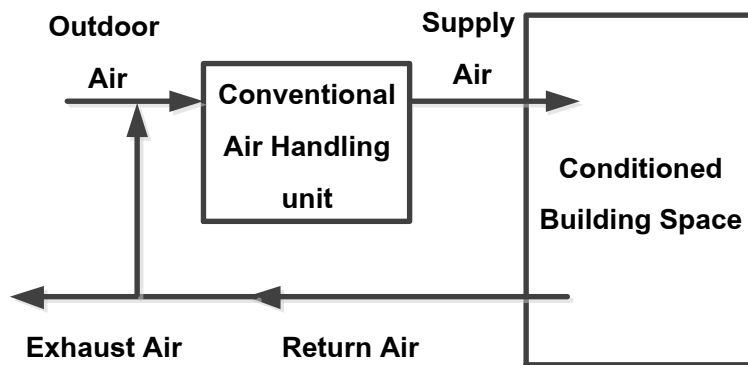 Outdoor
Air
Conventional
Air Handling
unit
Supply
Air
Conditioned
Building Space
Exhaust Air
Return Air